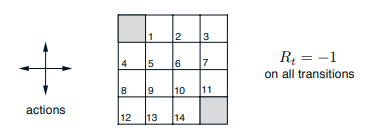 1 2 3
4 5 6 7
8 9 10 11
12 13 14
actions
R_t = −1
on all transitions